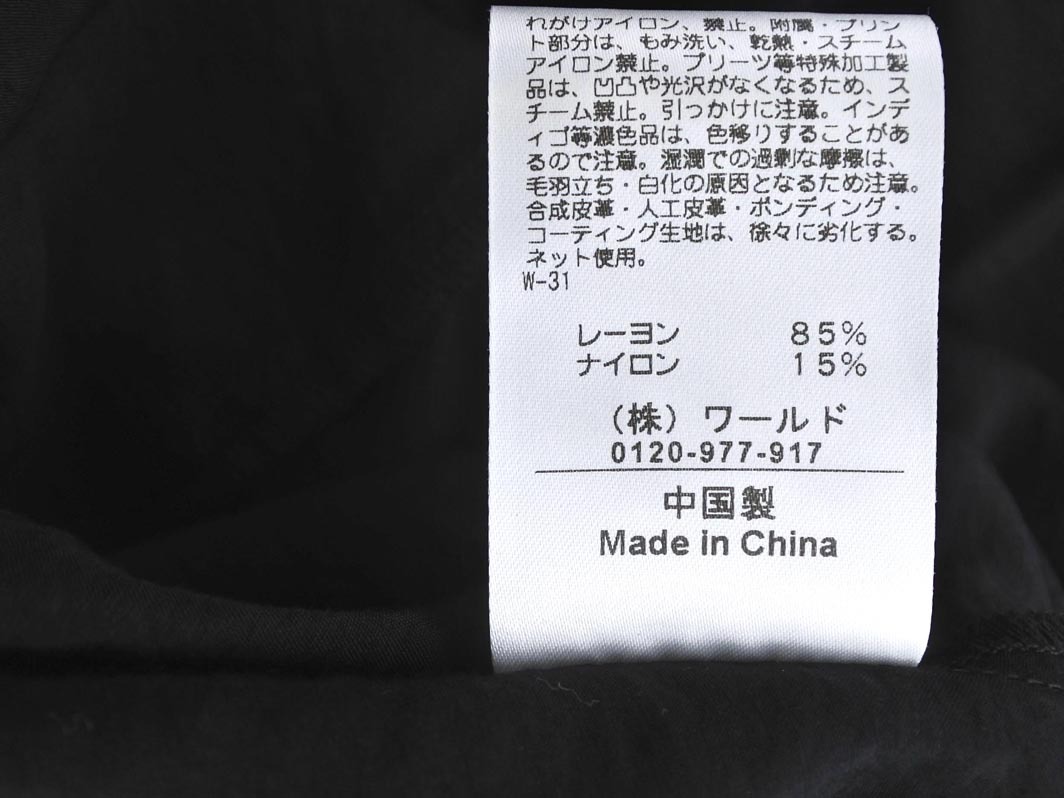 れがけアイロン、禁止。附属・プリン
ト部分は、もみ洗い、乾熱・スチーム
アイロン禁止。プリーツ等特殊加工製
品は、凹凸や光沢がなくなるため、ス
チーム禁止。引っかけに注意。インデ
ィゴ等濃色品は、色移りすることがあ
るので注意。湿潤での過剰な摩擦は、
毛羽立ち・白化の原因となるため注意。
合成皮革・人工皮革・ボンディング・
コーティング生地は、徐々に劣化する。
ネット使用。
W-31
レーヨン 85%
ナイロン 15%
(株)ワールド
0120-977-917
中国製
Made in China